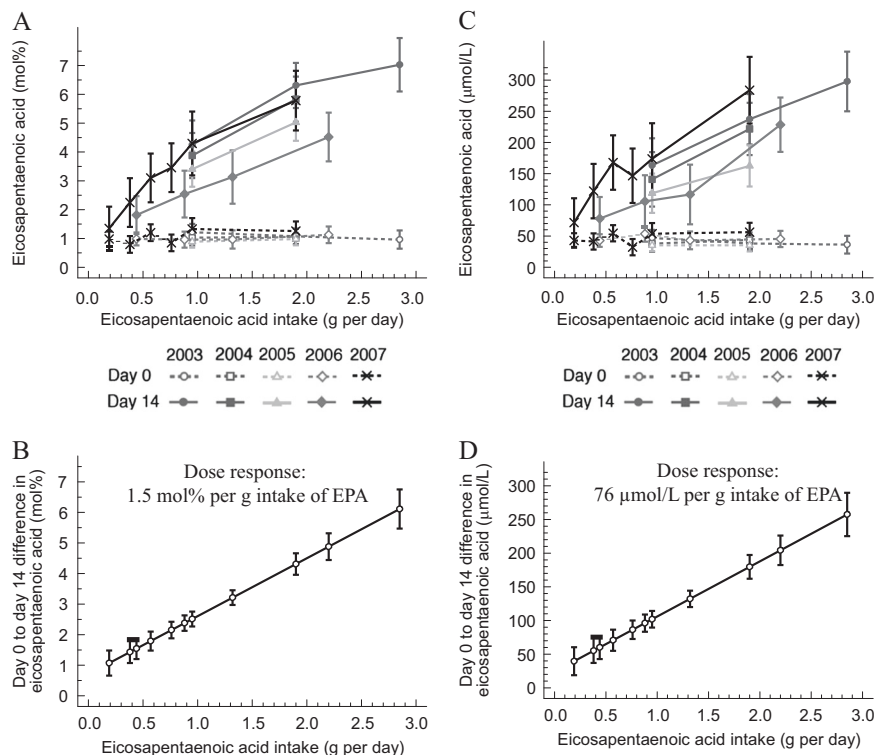 A
Eicosapentaenoic acid (mol%)
7
6
5
4
3
2
1
0
0.0 0.5 1.0 1.5 2.0 2.5 3.0
Eicosapentaenoic acid intake (g per day)
2003 2004 2005 2006 2007
Day 0
Day 14
C
Eicosapentaenoic acid (µmol/L)
300
250
200
150
100
50
0
0.0 0.5 1.0 1.5 2.0 2.5 3.0
Eicosapentaenoic acid intake (g per day)
2003 2004 2005 2006 2007
Day 0
Day 14
B
Day 0 to day 14 difference in
eicosapentaenoic acid (mol%)
Dose response:
1.5 mol% per g intake of EPA
7
6
5
4
3
2
1
0
0.0 0.5 1.0 1.5 2.0 2.5 3.0
Eicosapentaenoic acid intake (g per day)
D
Day 0 to day 14 difference in
eicosapentaenoic acid (µmol/L)
Dose response:
76 µmol/L per g intake of EPA
300
250
200
150
100
50
0
0.0 0.5 1.0 1.5 2.0 2.5 3.0
Eicosapentaenoic acid intake (g per day)